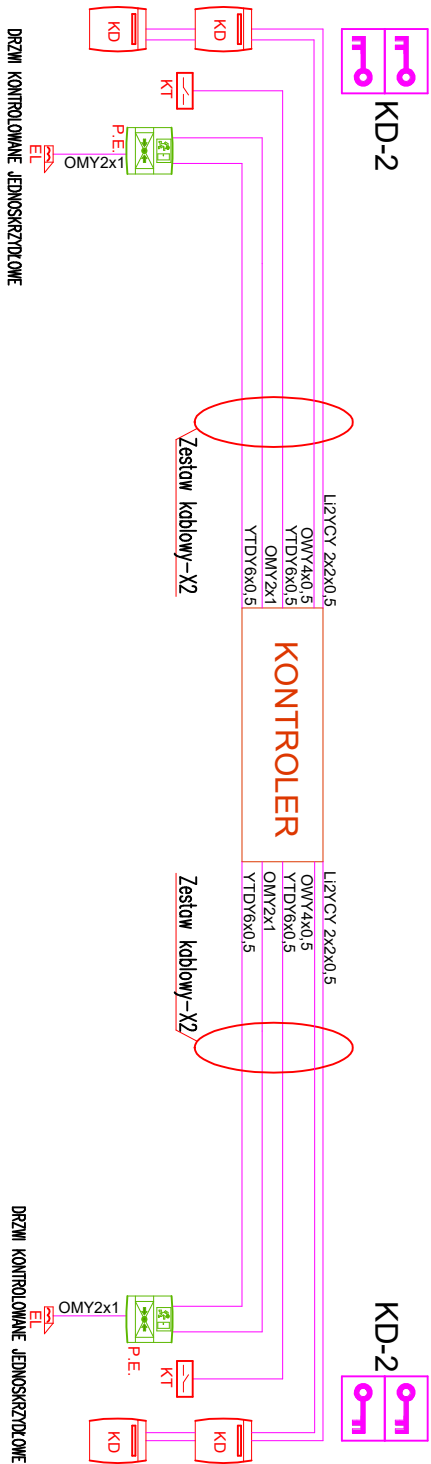 KD-2
KD
KD
KT
P.E.
OMY2x1
EL
DRZWI KONTROLOWANE JEDNOSKRZYDŁOWE
Zestaw kablowy-X2
Li2YCY 2x2x0,5
OWY4x0,5
YTDY6x0,5
OMY2x1
YTDY6x0,5
KONTROLER
Li2YCY 2x2x0,5
OWY4x0,5
YTDY6x0,5
OMY2x1
YTDY6x0,5
Zestaw kablowy-X2
KD-2
KD
KD
KT
P.E.
OMY2x1
EL
DRZWI KONTROLOWANE JEDNOSKRZYDŁOWE